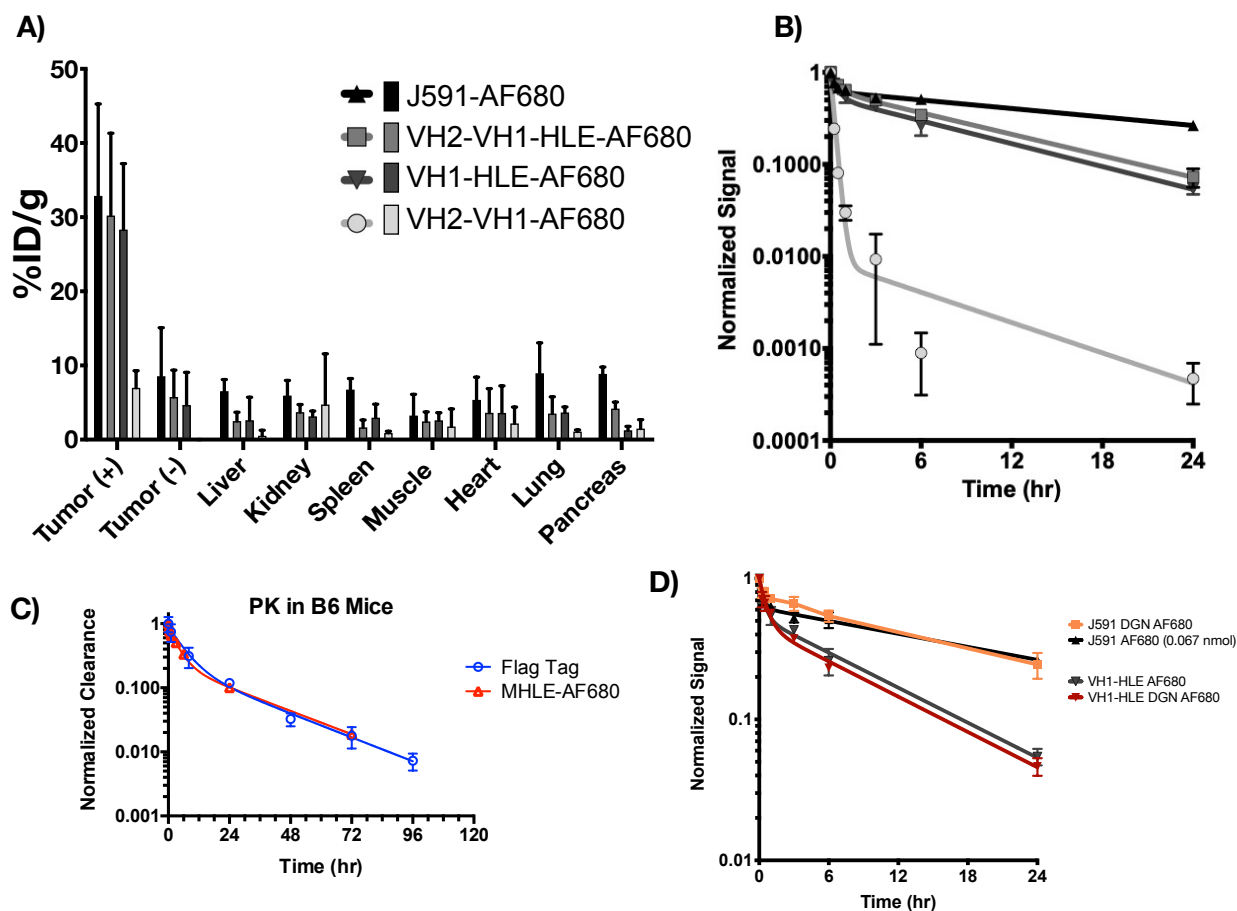 A)
50
40
30
20
10
0
%ID/g
J591-AF680
VH2-VH1-HLE-AF680
VH1-HLE-AF680
VH2-VH1-AF680
Tumor (+)
Tumor (-)
Liver
Kidney
Spleen
Muscle
Heart
Lung
Pancreas
B)
1
0.1000
0.0100
0.0010
0.0001
Normalized Signal
0
6
12
18
24
Time (hr)
C)
PK in B6 Mice
1
0.100
0.010
0.001
Normalized Clearance
0
24
48
72
96
120
Time (hr)
Flag Tag
MHLE-AF680
D)
1
0.1
0.01
Normalized Signal
0
6
12
18
24
Time (hr)
J591 DGN AF680
J591 AF680 (0.067 nmol)
VH1-HLE AF680
VH1-HLE DGN AF680